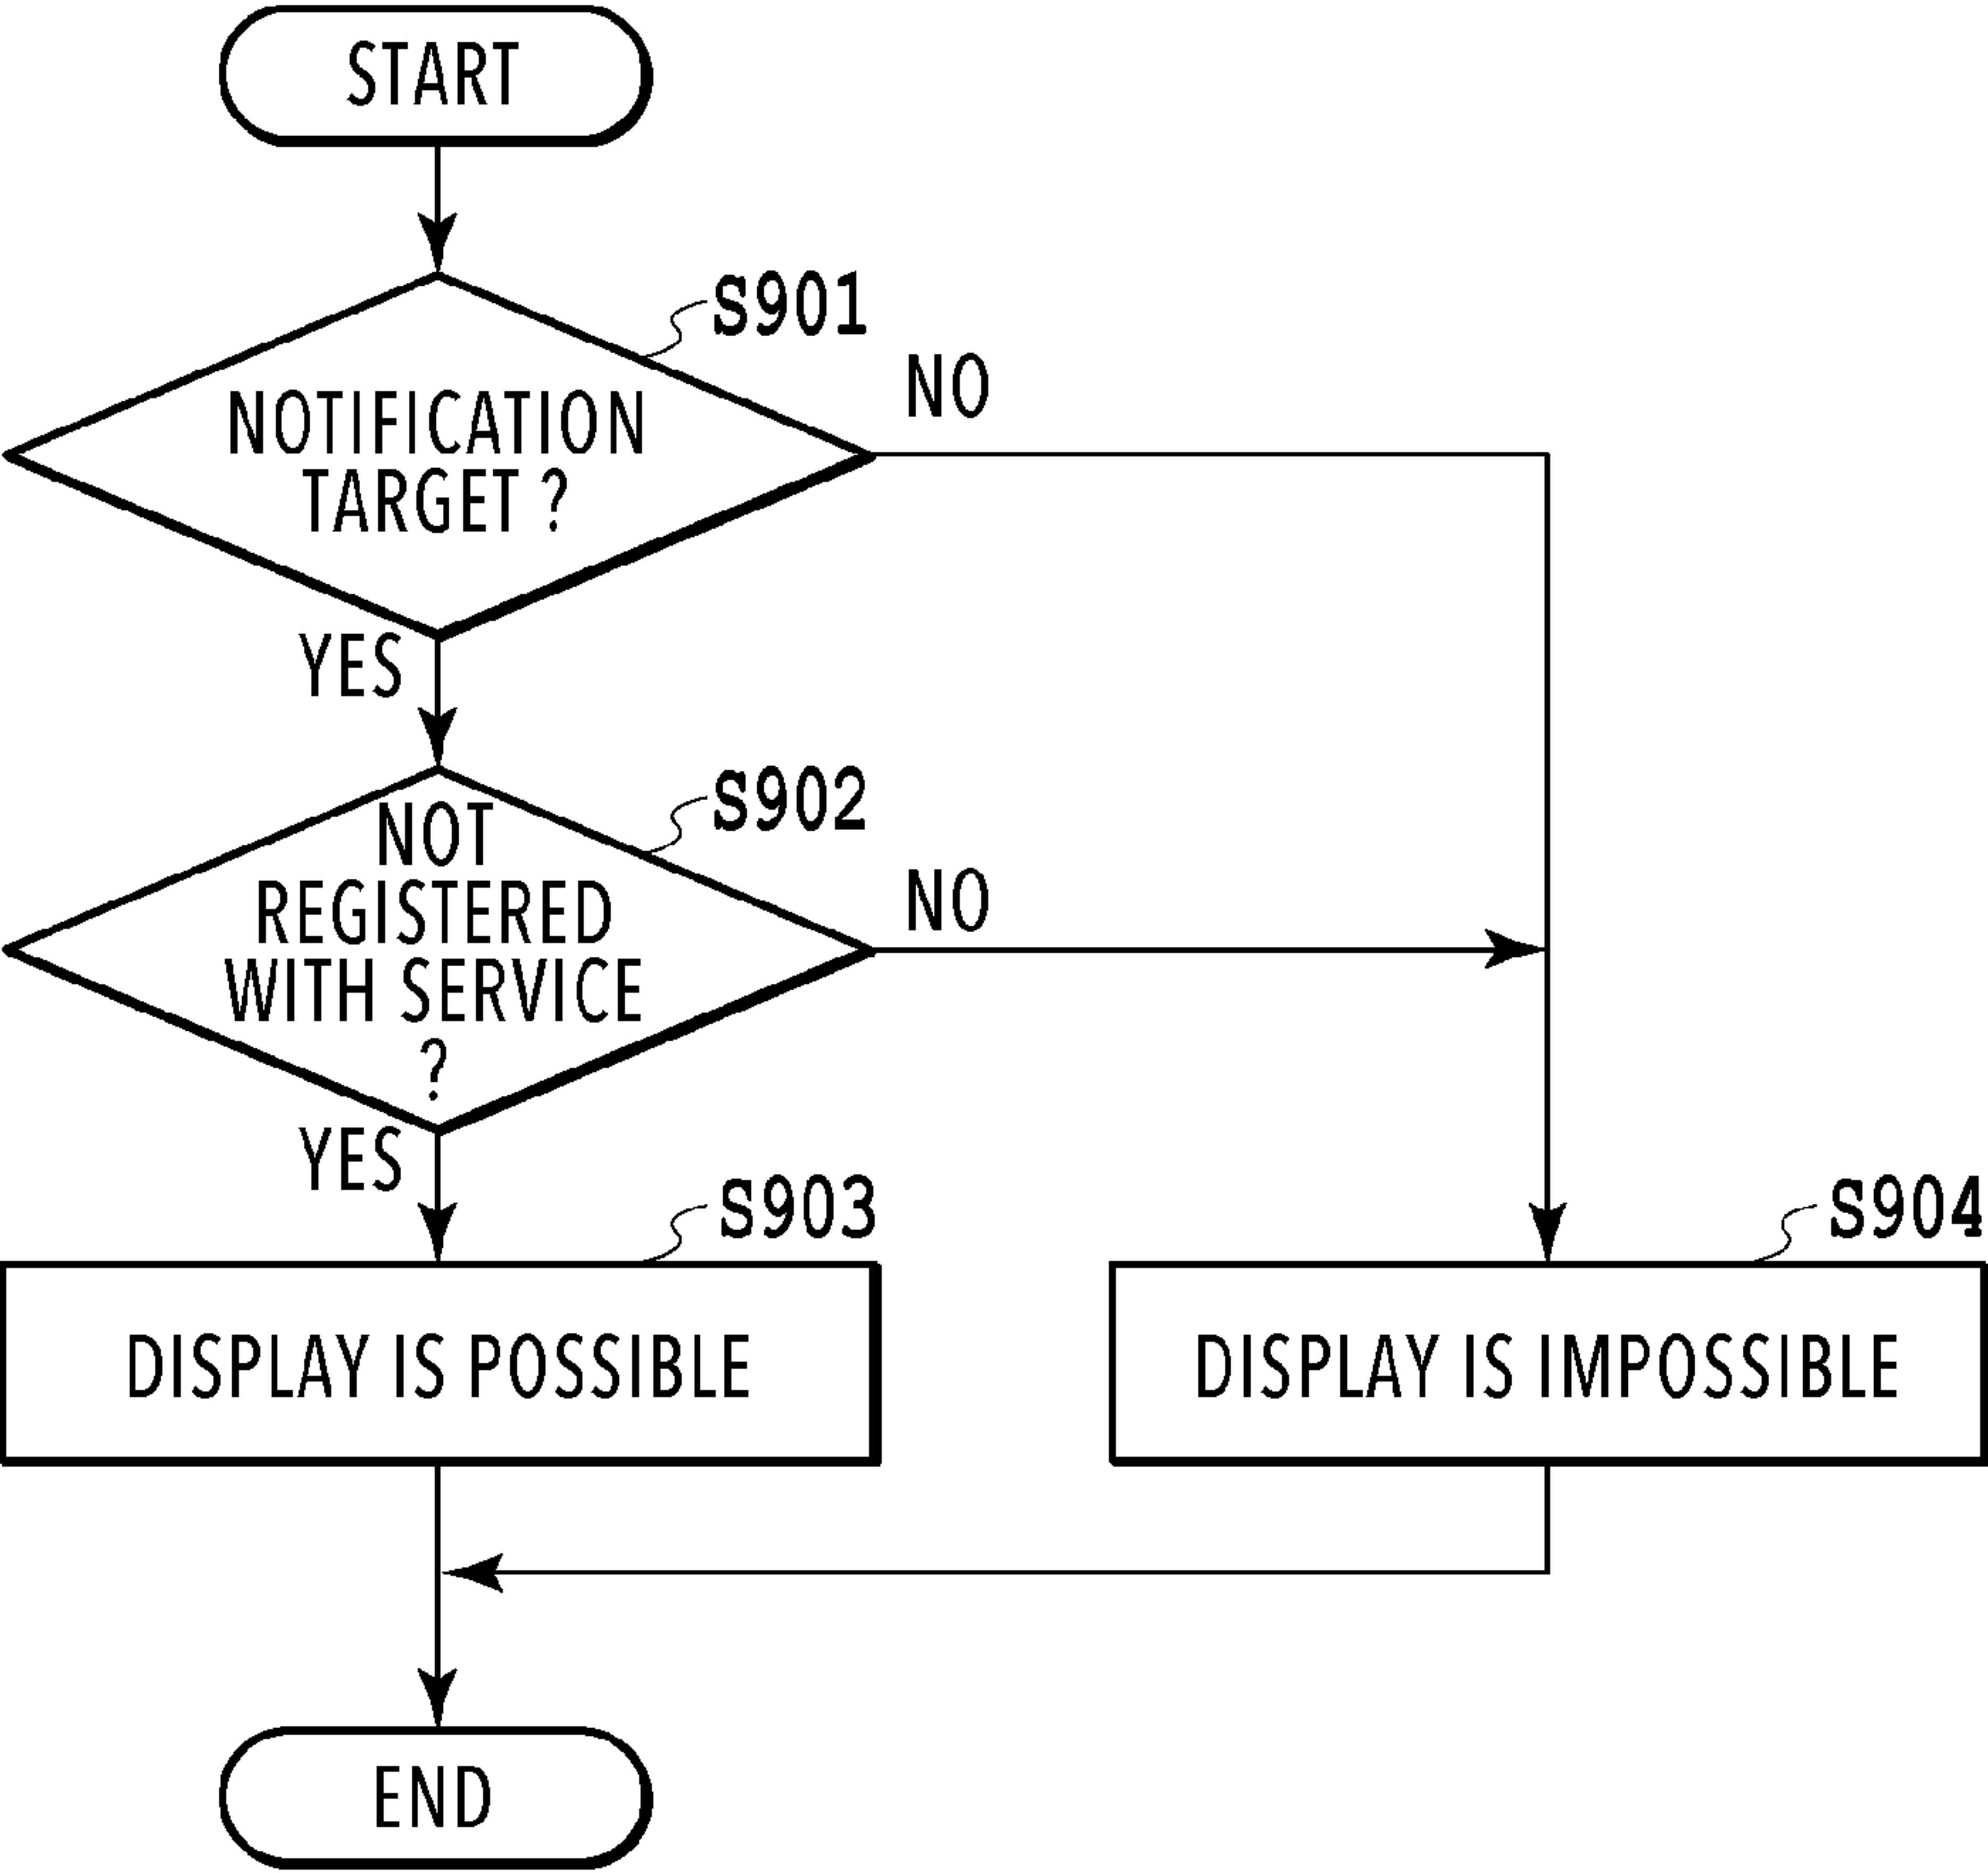 START
S901
NOTIFICATION
TARGET ?
NO
YES
S902
NOT
REGISTERED
WITH SERVICE
?
NO
YES
S903
DISPLAY IS POSSIBLE
S904
DISPLAY IS IMPOSSIBLE
END